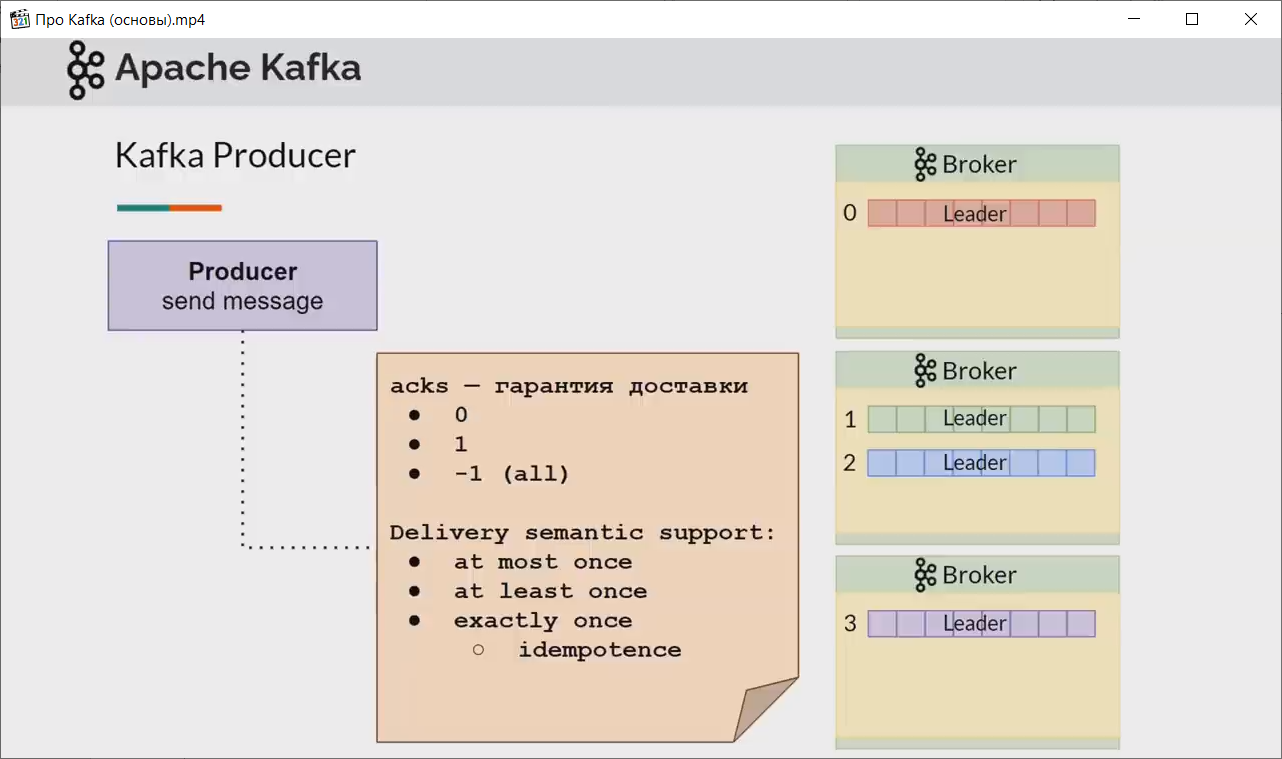 Про Kafka (основы).mp4
Apache Kafka
Kafka Producer
Producer
send message
acks — гарантия доставки
● 0
● 1
● -1 (all)
Delivery semantic support:
● at most once
● at least once
● exactly once
○ idempotence
Broker
0 Leader
Broker
1 Leader
2 Leader
Broker
3 Leader